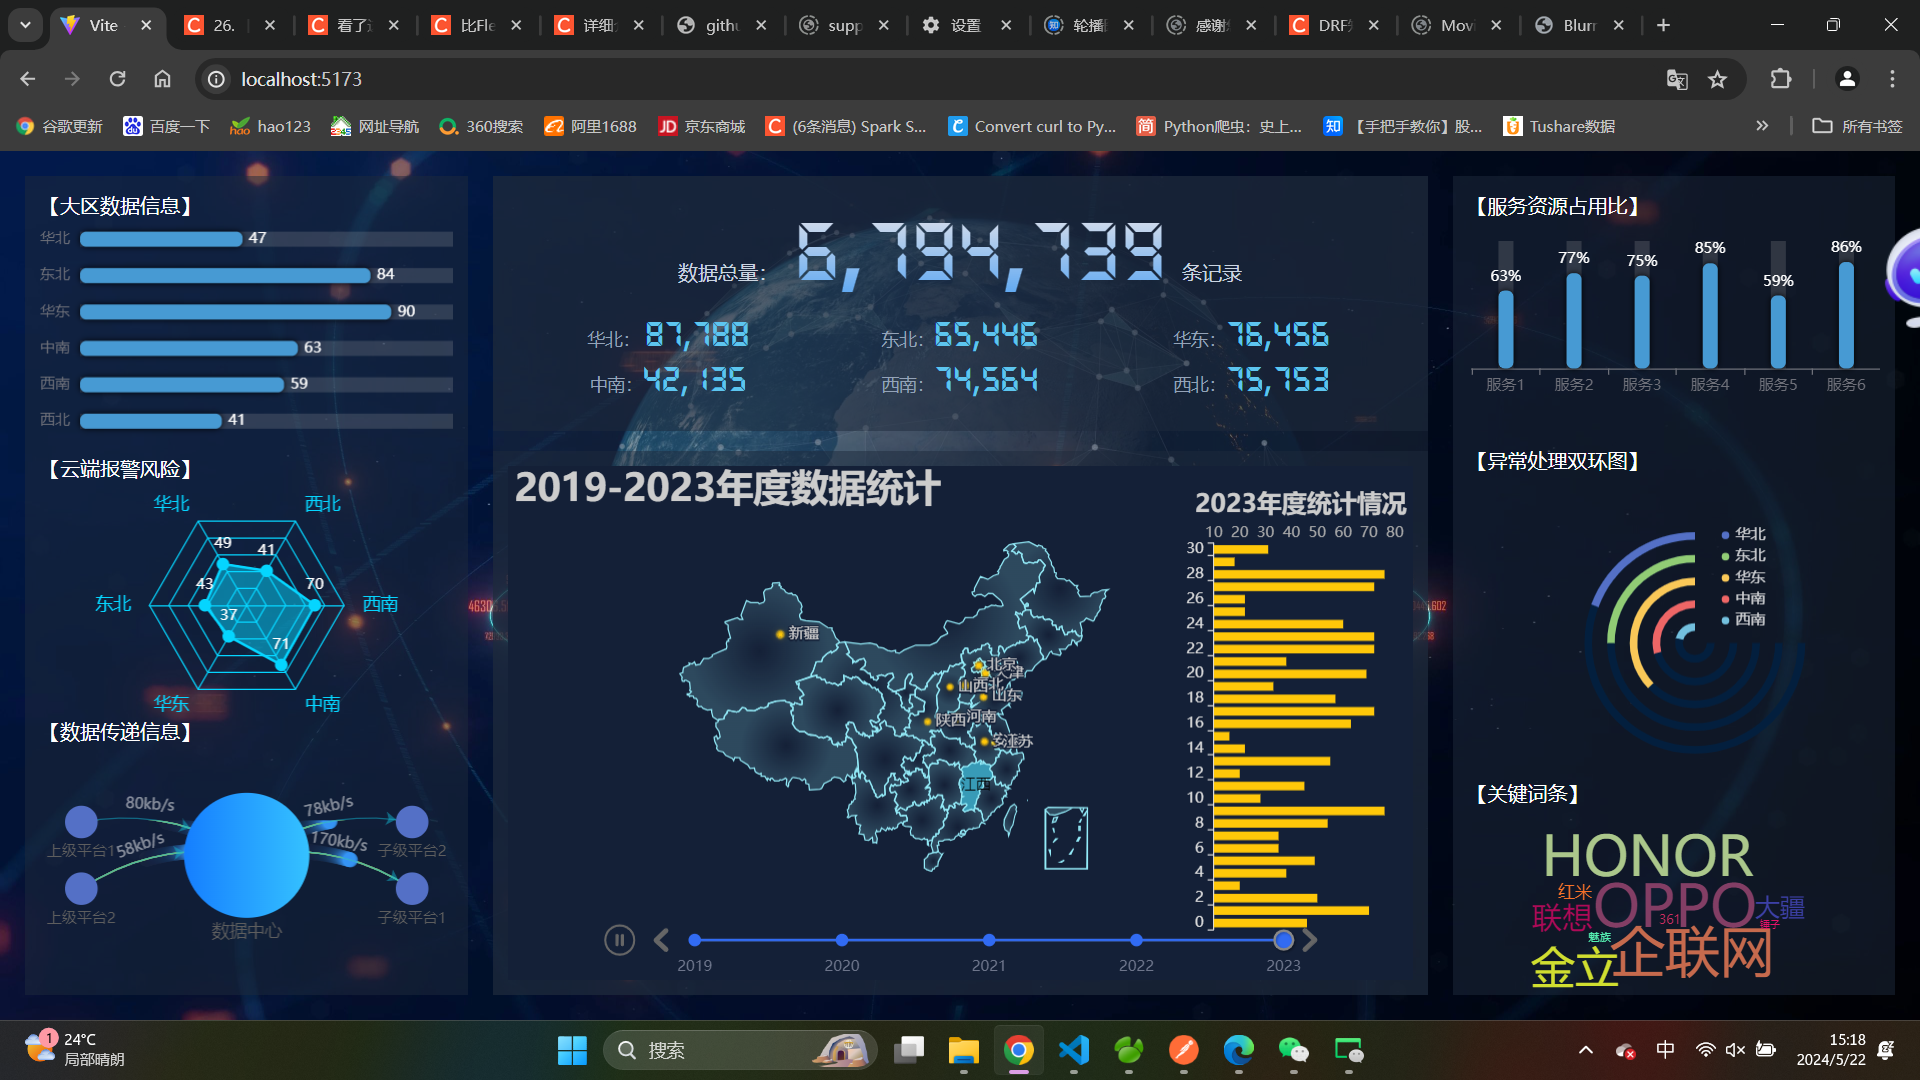 Vite
26.
比Fle
详细
gith
supp
设置
轮播
感谢
DRF
Movi
Blurr
localhost:5173
谷歌更新
百度一下
hao123
网址导航
360搜索
阿里1688
京东商城
(6条消息) Spark S...
Convert curl to Py...
Python爬虫：史上...
【手把手教你】股...
Tushare数据
所有书签
【大区数据信息】
华北 47
东北 84
华东 90
中南 63
西南 59
西北 41
【云端报警风险】
华北 西北
49 41
43 70
东北 西南
37
71
华东 中南
【数据传递信息】
80kb/s 78kb/s
58kb/s 170kb/s
上级平台1 子级平台2
上级平台2 子级平台1
数据中心
数据总量： 6,794,739 条记录
华北： 87,788 东北： 65,446 华东： 76,456
中南： 42,135 西南： 74,564 西北： 75,753
2019-2023年度数据统计
新疆
北京
天津
山西
山东
陕西
河南
江苏
江西
2023年度统计情况
10 20 30 40 50 60 70 80
30
28
26
24
22
20
18
16
14
12
10
8
6
4
2
0
2019 2020 2021 2022 2023
【服务资源占用比】
63% 77% 75% 85% 59% 86%
服务1 服务2 服务3 服务4 服务5 服务6
【异常处理双环图】
华北
东北
华东
中南
西南
【关键词条】
HONOR
红米
OPPO
大疆
联想
361
锤子
魅族
企联网
金立
1
24°C
局部晴朗
搜索
中
15:18
2024/5/22